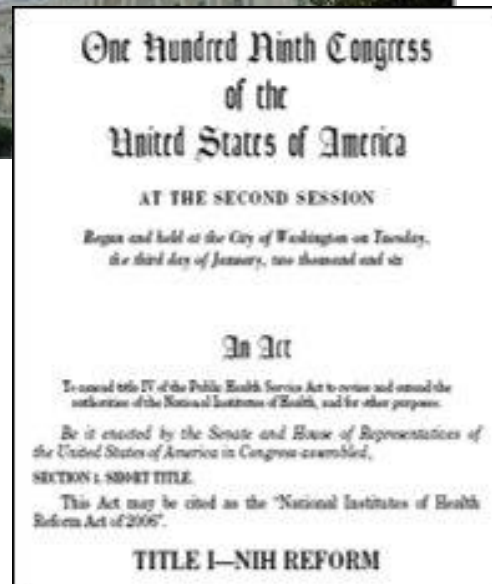 One Hundred Ninth Congress
of the
United States of America
AT THE SECOND SESSION
Begun and held at the City of Washington on Tuesday,
the third day of January, two thousand and six
An Act
To amend title IV of the Public Health Service Act to revise and extend the
authorities of the National Institutes of Health, and for other purposes.
Be it enacted by the Senate and House of Representatives of
the United States of America in Congress assembled,
SECTION 1. SHORT TITLE.
This Act may be cited as the “National Institutes of Health
Reform Act of 2006”.
TITLE I—NIH REFORM